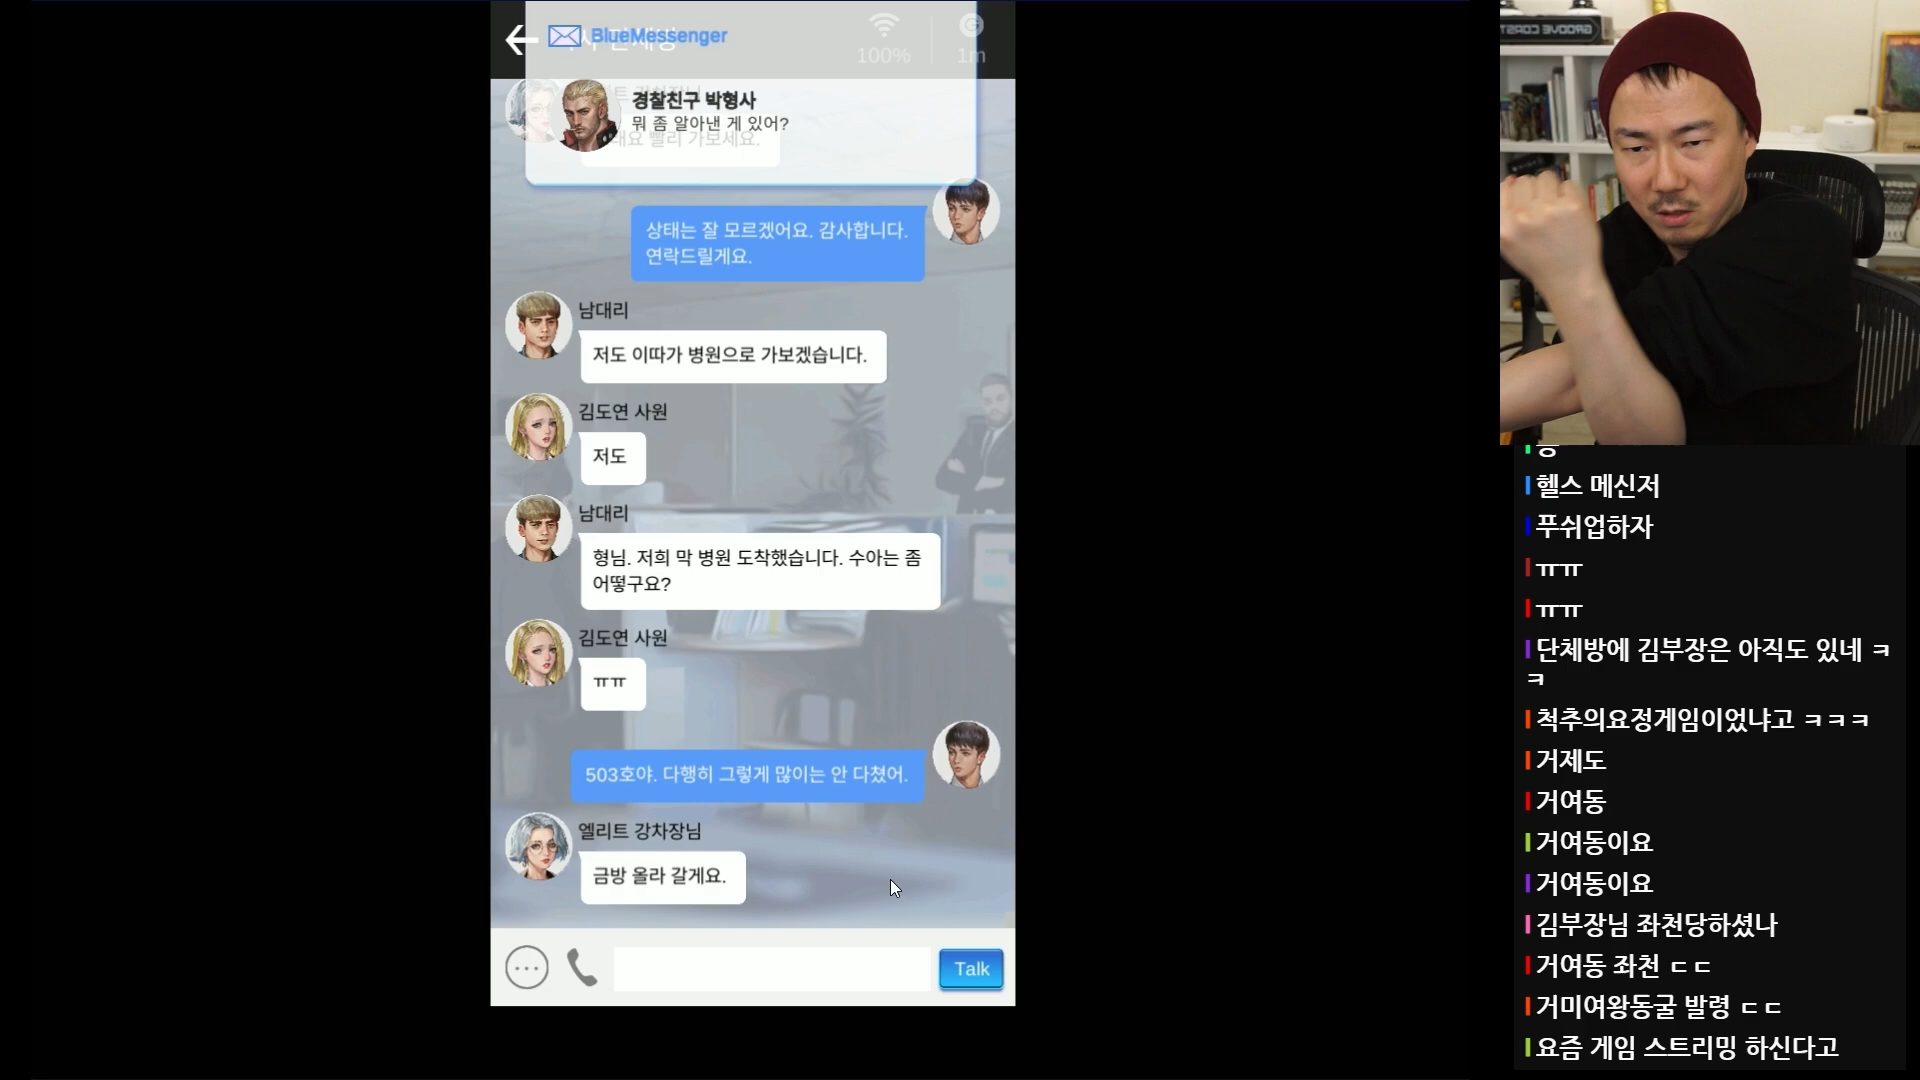 BlueMessenger
100%
1m
경찰친구 박형사
뭐 좀 알아낸 게 있어?
빨리 가보세요.
상태는 잘 모르겠어요. 감사합니다.
연락드릴게요.
남대리
저도 이따가 병원으로 가보겠습니다.
김도연 사원
저도
남대리
형님. 저희 막 병원 도착했습니다. 수아는 좀
어떻구요?
김도연 사원
ㅠㅠ
503호야. 다행히 그렇게 많이는 안 다쳤어.
엘리트 강차장님
금방 올라 갈게요.
Talk
헬스 메신저
푸쉬업하자
ㅠㅠ
ㅠㅠ
단체방에 김부장은 아직도 있네 ㅋ
ㅋ
척추의요정게임이었냐고 ㅋㅋㅋ
거제도
거여동
거여동이요
거여동이요
김부장님 좌천당하셨나
거여동 좌천 ㄷㄷ
거미여왕동굴 발령 ㄷㄷ
요즘 게임 스트리밍 하신다고